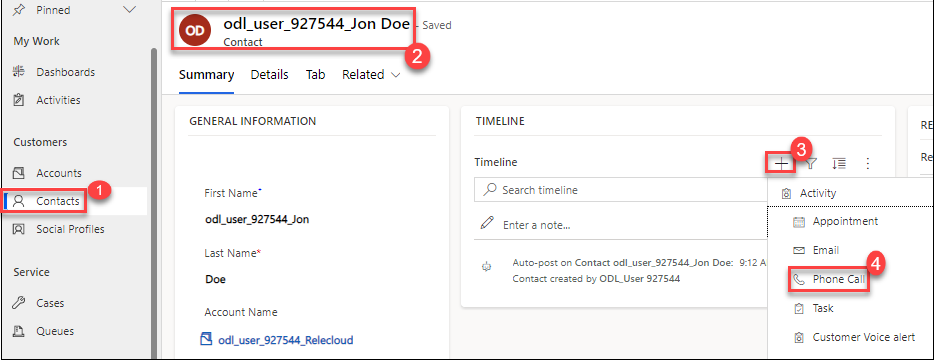 Pinned
My Work
Dashboards
Activities
Customers
Accounts
1
Contacts
Social Profiles
Service
Cases
Queues
OD
odl_user_927544_Jon Doe - Saved
Contact
2
Summary Details Tab Related
GENERAL INFORMATION
First Name*
odl_user_927544_Jon
Last Name*
Doe
Account Name
odl_user_927544_Relecloud
TIMELINE
3
Timeline
Search timeline
Enter a note...
Auto-post on Contact odl_user_927544_Jon Doe: 9:12 A
Contact created by ODL_User 927544
Activity
Appointment
Email
4
Phone Call
Task
Customer Voice alert
RE
Re